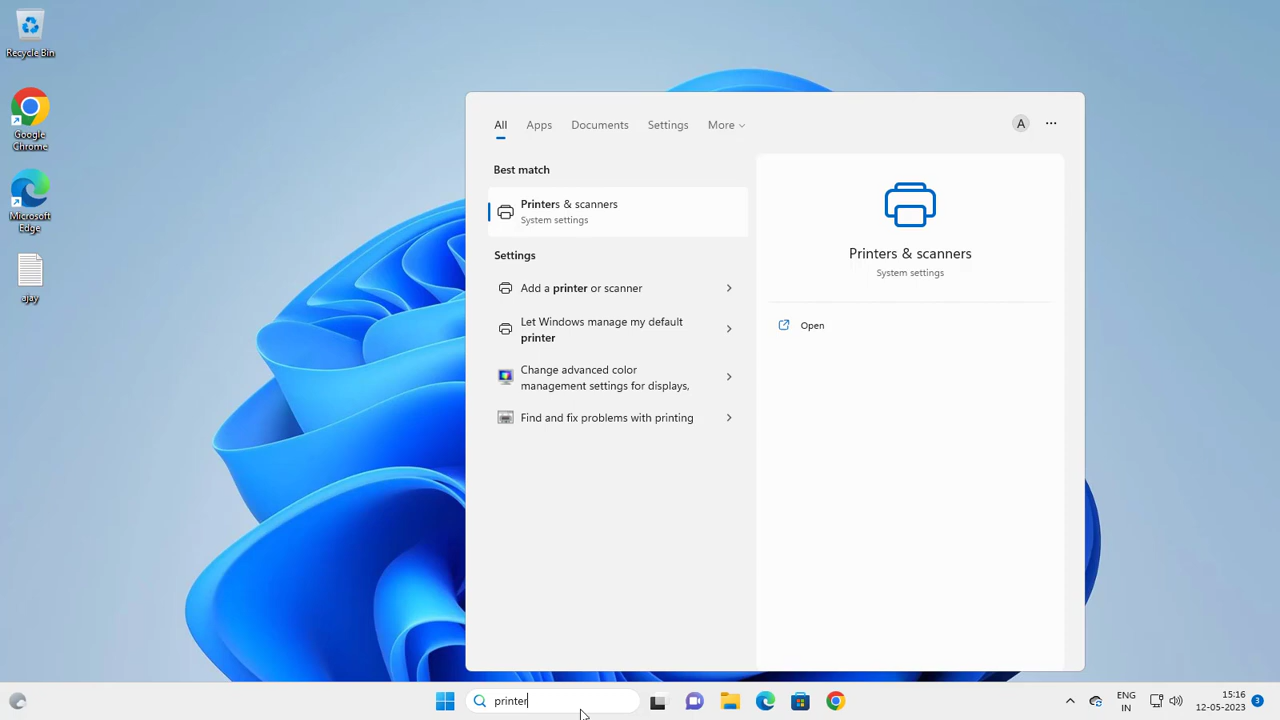 Recycle Bin
Google
Chrome
Microsoft
Edge
ajay
All
Apps
Documents
Settings
More
A
Best match
Printers & scanners
System settings
Settings
Add a printer or scanner
Let Windows manage my default
printer
Change advanced color
management settings for displays,
Find and fix problems with printing
Printers & scanners
System settings
Open
printer
ENG
IN
15:16
12-05-2023
3